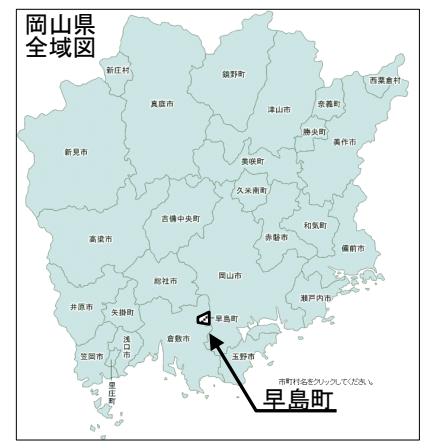 岡山県
全域図
新庄村
鏡野町
西粟倉村
真庭市
奈義町
津山市
勝央町
美作市
新見市
美咲町
久米南町
吉備中央町
和気町
高梁市
赤磐市
備前市
総社市
岡山市
瀬戸内市
井原市
矢掛町
早島町
浅口市
倉敷市
笠岡市
玉野市
里庄町
市町村名をクリックしてください。
早島町